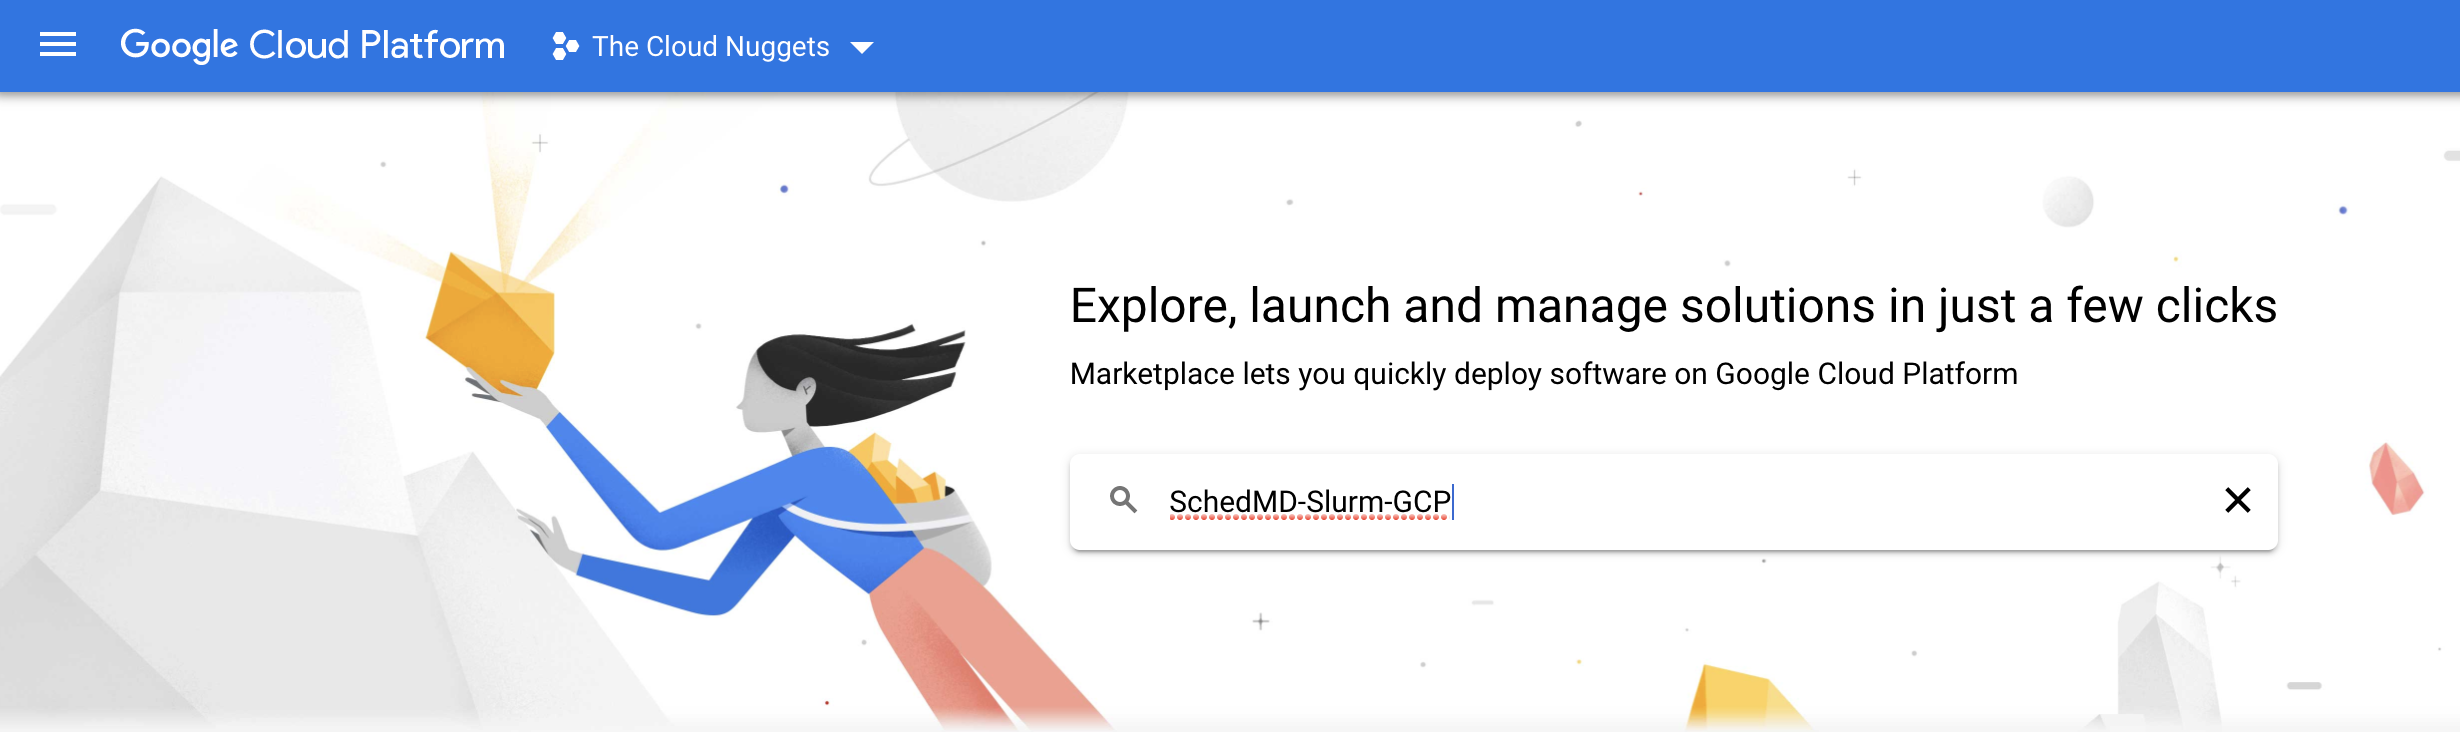 Google Cloud Platform The Cloud Nuggets
Explore, launch and manage solutions in just a few clicks
Marketplace lets you quickly deploy software on Google Cloud Platform
SchedMD-Slurm-GCP